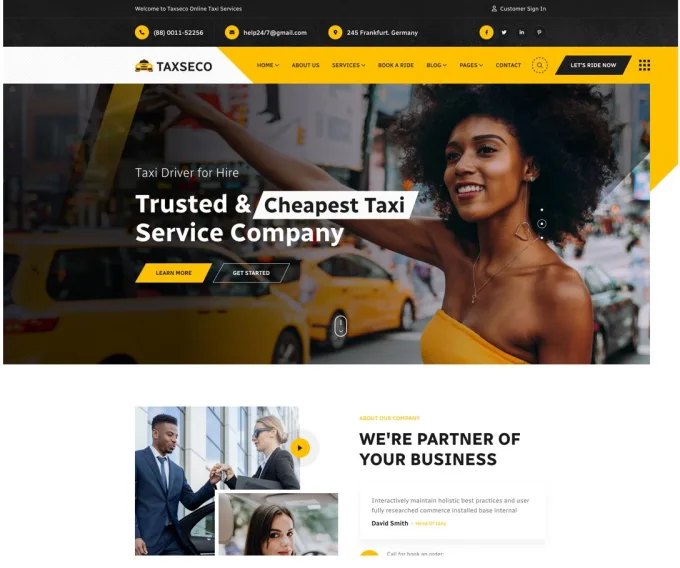 Welcome to Taxseco Online Taxi Services
Customer Sign In
(88) 0011-52256
help24/7@gmail.com
245 Frankfurt, Germany
TAXSECO
HOME
ABOUT US
SERVICES
BOOK A RIDE
BLOG
PAGES
CONTACT
LET'S RIDE NOW
Taxi Driver for Hire
Trusted & Cheapest Taxi
Service Company
LEARN MORE
GET STARTED
ABOUT OUR COMPANY
WE'RE PARTNER OF
YOUR BUSINESS
Interactively maintain holistic best practices and user
fully researched commerce installed base internal
David Smith - Head Of Idea
Call for book an order: